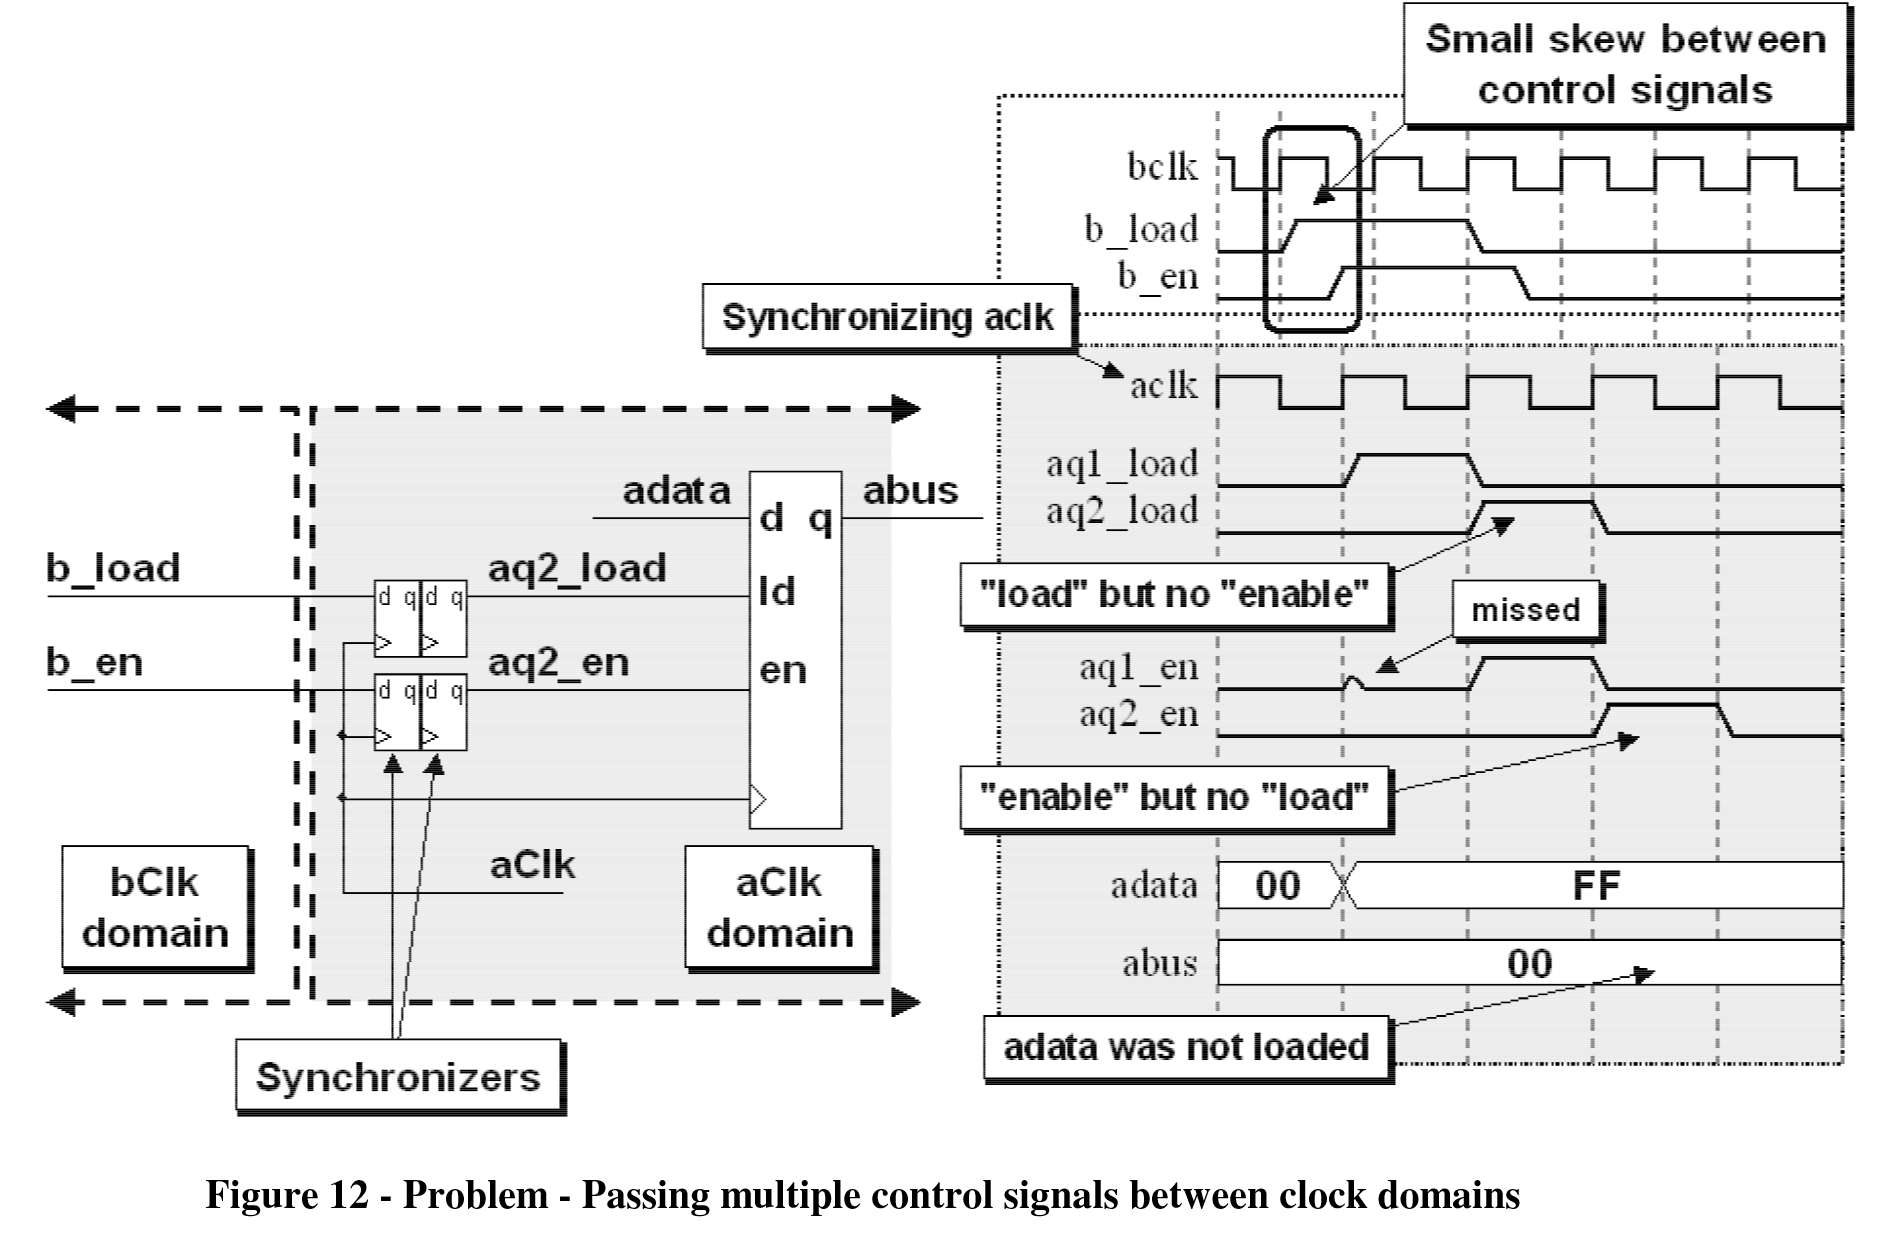 Small skew between
control signals
bclk
b_load
b_en
Synchronizing aclk
aclk
aq1_load
aq2_load
"load" but no "enable"
missed
aq1_en
aq2_en
"enable" but no "load"
adata
00
FF
abus
00
adata was not loaded
adata
abus
d q
b_load
aq2_load
ld
d q d q
b_en
aq2_en
en
d q d q
aClk
bClk
domain
aClk
domain
Synchronizers
Figure 12 - Problem - Passing multiple control signals between clock domains